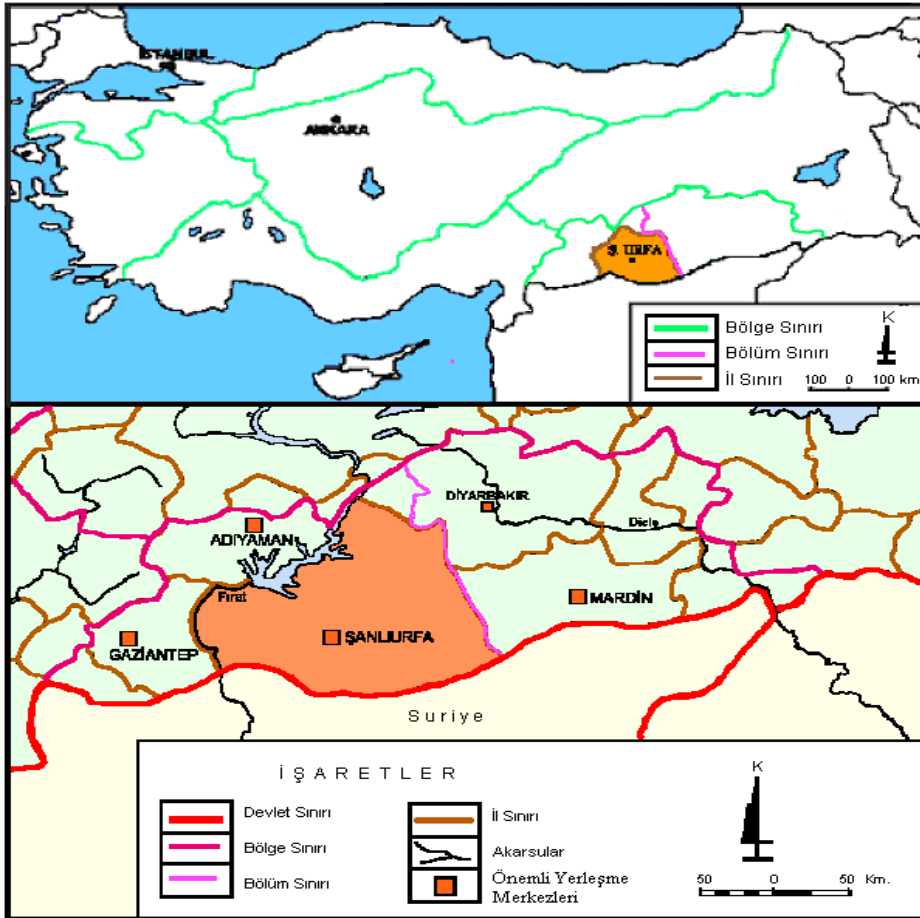 İSTANBUL
ANKARA
Ş. URFA
Bölge Sınırı
Bölüm Sınırı
İl Sınırı
K
100 0 100 km
DİYARBAKIR
Dicle
ADIYAMAN
Fırat
MARDİN
ŞANLIURFA
GAZİANTEP
Suriye
İŞARETLER
Devlet Sınırı
Bölge Sınırı
Bölüm Sınırı
İl Sınırı
Akarsular
Önemli Yerleşme
Merkezleri
K
50 0 50 Km.